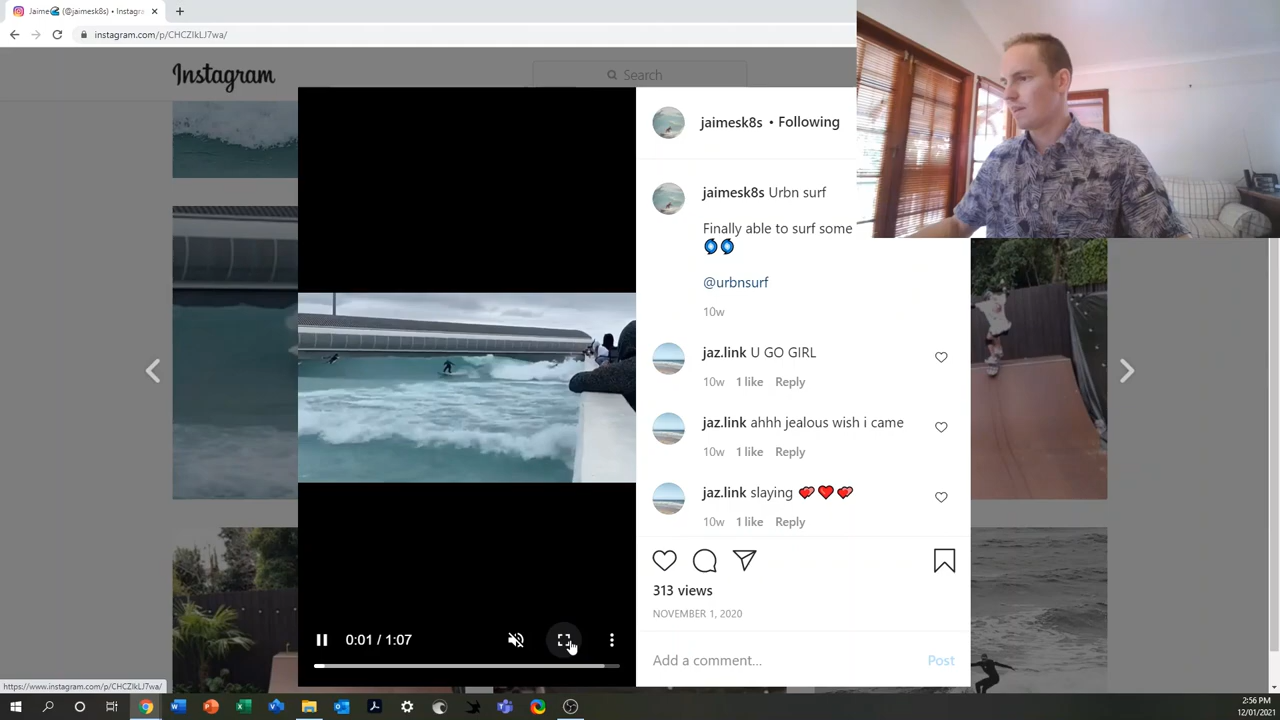 Jaime🌊 (@jaimesk8s) • Instagr
instagram.com/p/CHCZIkLJ7wa/
Instagram
Search
jaimesk8s • Following
jaimesk8s Urbn surf
Finally able to surf some
🌀🌀
@urbnsurf
10w
jaz.link U GO GIRL
10w 1 like Reply
jaz.link ahhh jealous wish i came
10w 1 like Reply
jaz.link slaying 💕❤️💕
10w 1 like Reply
313 views
NOVEMBER 1, 2020
0:01 / 1:07
Add a comment... Post
https://www.instagram.com/p/CHCZIkLJ7wa/
2:56 PM
12/01/2021